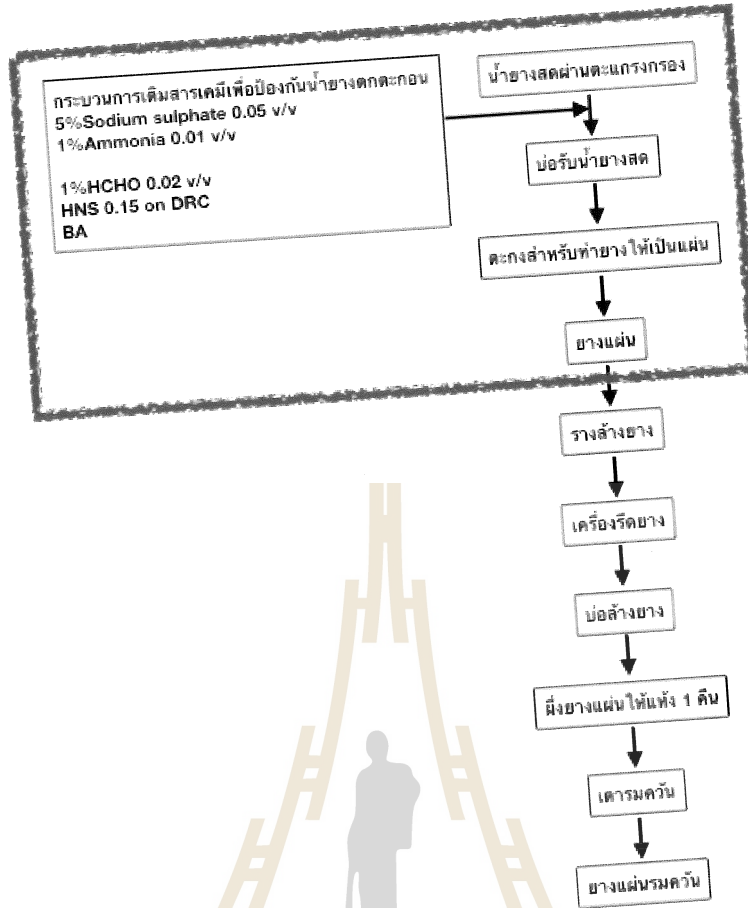 กระบวนการเติมสารเคมีเพื่อป้องกันน้ำยางตกตะกอน
5%Sodium sulphate 0.05 v/v
1%Ammonia 0.01 v/v
1%HCHO 0.02 v/v
HNS 0.15 on DRC
BA
น้ำยางสดผ่านตะแกรงกรอง
บ่อรับน้ำยางสด
ตะกงสำหรับทำยางให้เป็นแผ่น
ยางแผ่น
รางล้างยาง
เครื่องรีดยาง
บ่อล้างยาง
ผึ่งยางแผ่นให้แห้ง 1 คืน
เตารมควัน
ยางแผ่นรมควัน